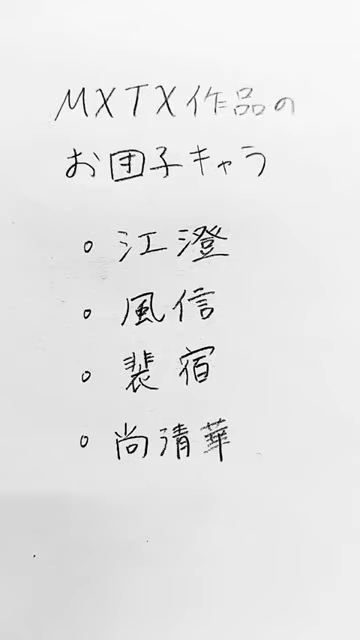 MXTX作品の
お団子キャラ
○ 江澄
○ 風信
○ 裴宿
○ 尚清華